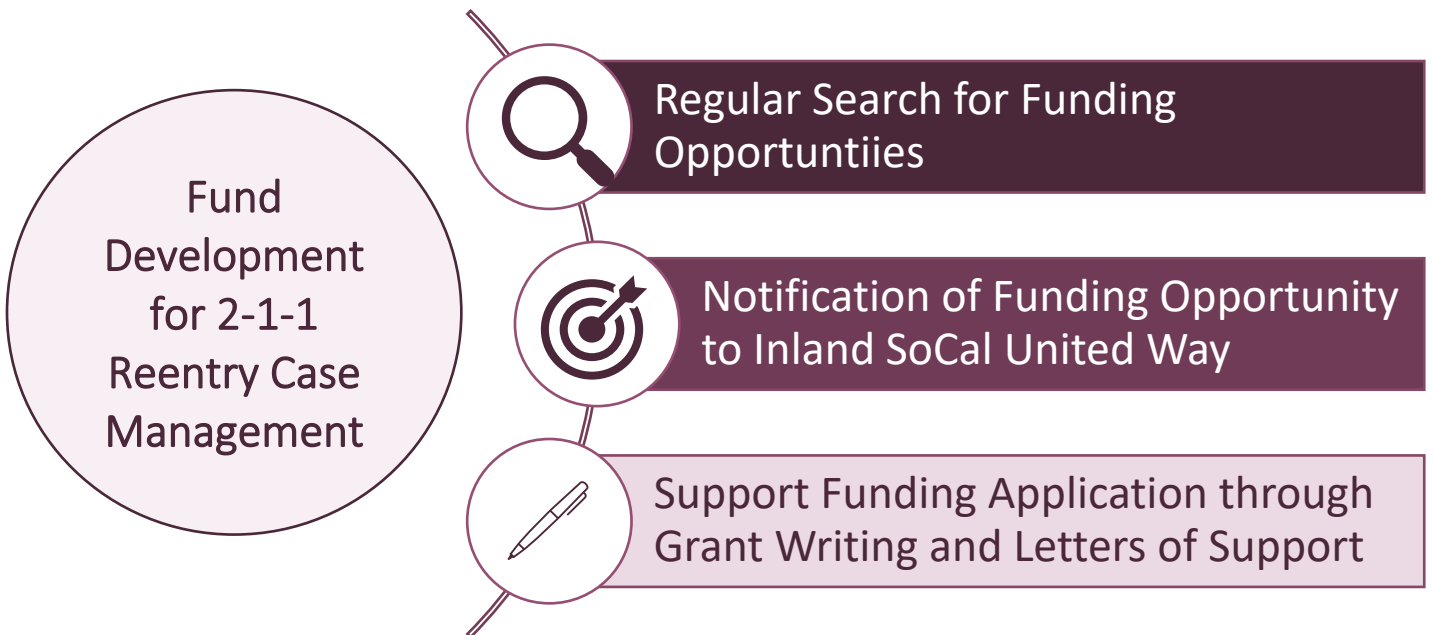 Fund
Development
for 2-1-1
Reentry Case
Management
Regular Search for Funding
Opportuntiies
Notification of Funding Opportunity
to Inland SoCal United Way
Support Funding Application through
Grant Writing and Letters of Support